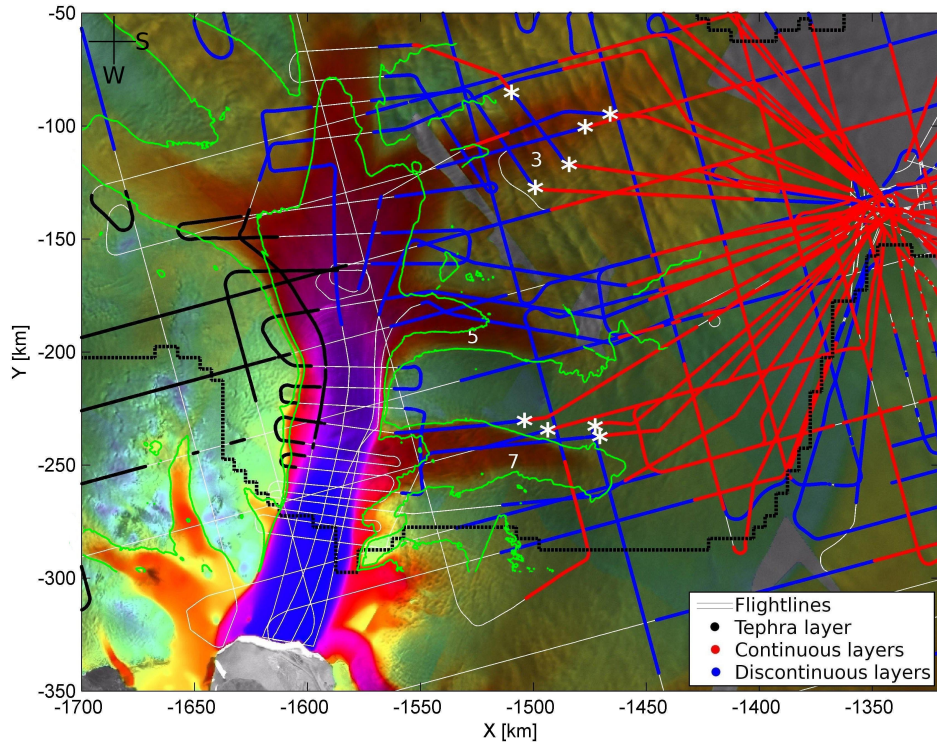 -50
S
W
-100
3
-150
5
-200
7
-250
-300
-350
Y [km]
Flightlines
Tephra layer
Continuous layers
Discontinuous layers
-1700 -1650 -1600 -1550 -1500 -1450 -1400 -1350
X [km]